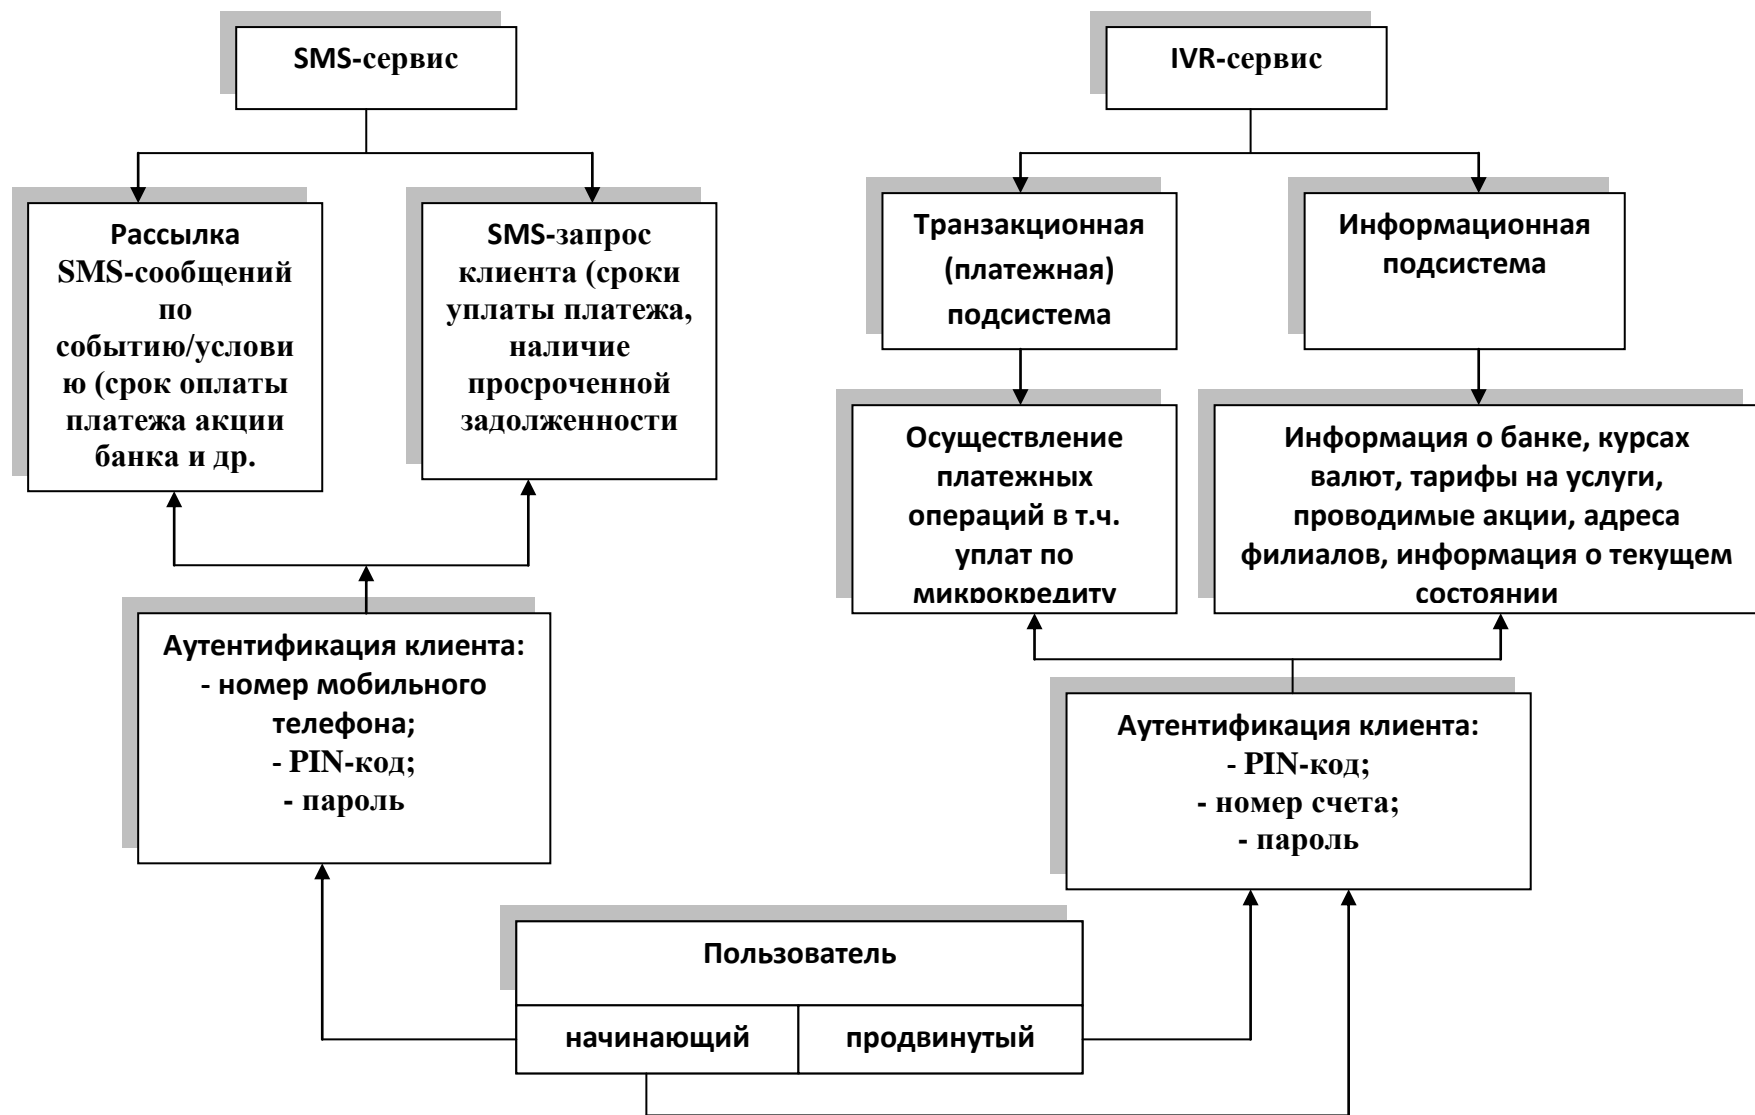 SMS-сервис
IVR-сервис
Рассылка
SMS-сообщений
по
событию/услови
ю (срок оплаты
платежа акции
банка и др.
SMS-запрос
клиента (сроки
уплаты платежа,
наличие
просроченной
задолженности
Транзакционная
(платежная)
подсистема
Информационная
подсистема
Осуществление
платежных
операций в т.ч.
уплат по
микрокредиту
Информация о банке, курсах
валют, тарифы на услуги,
проводимые акции, адреса
филиалов, информация о текущем
состоянии
Аутентификация клиента:
- номер мобильного
телефона;
- PIN-код;
- пароль
Аутентификация клиента:
- PIN-код;
- номер счета;
- пароль
Пользователь
начинающий
продвинутый